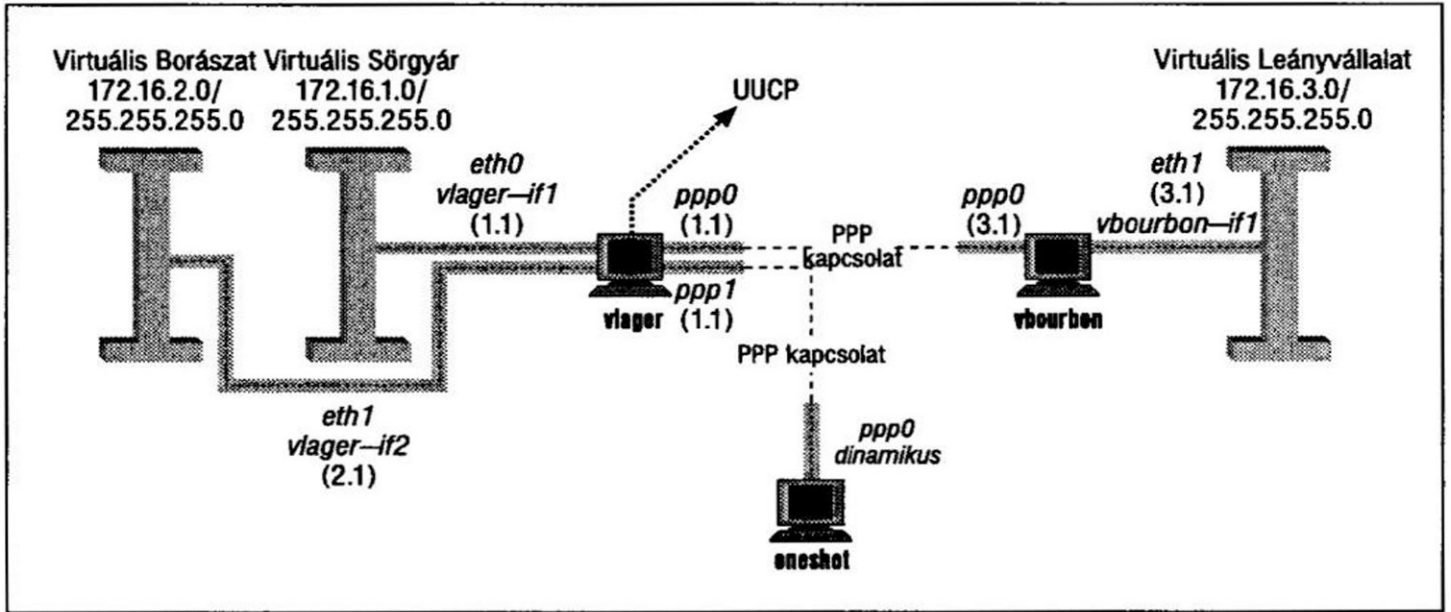 Virtuális Borászat
172.16.2.0/
255.255.255.0
Virtuális Sörgyár
172.16.1.0/
255.255.255.0
Virtuális Leányvállalat
172.16.3.0/
255.255.255.0
UUCP
eth0
vlager—if1
(1.1)
ppp0
(1.1)
ppp1
(1.1)
vlager
PPP
kapcsolat
ppp0
(3.1)
vbourbon
eth1
(3.1)
vbourbon—if1
PPP kapcsolat
eth1
vlager—if2
(2.1)
ppp0
dinamikus
oneshot